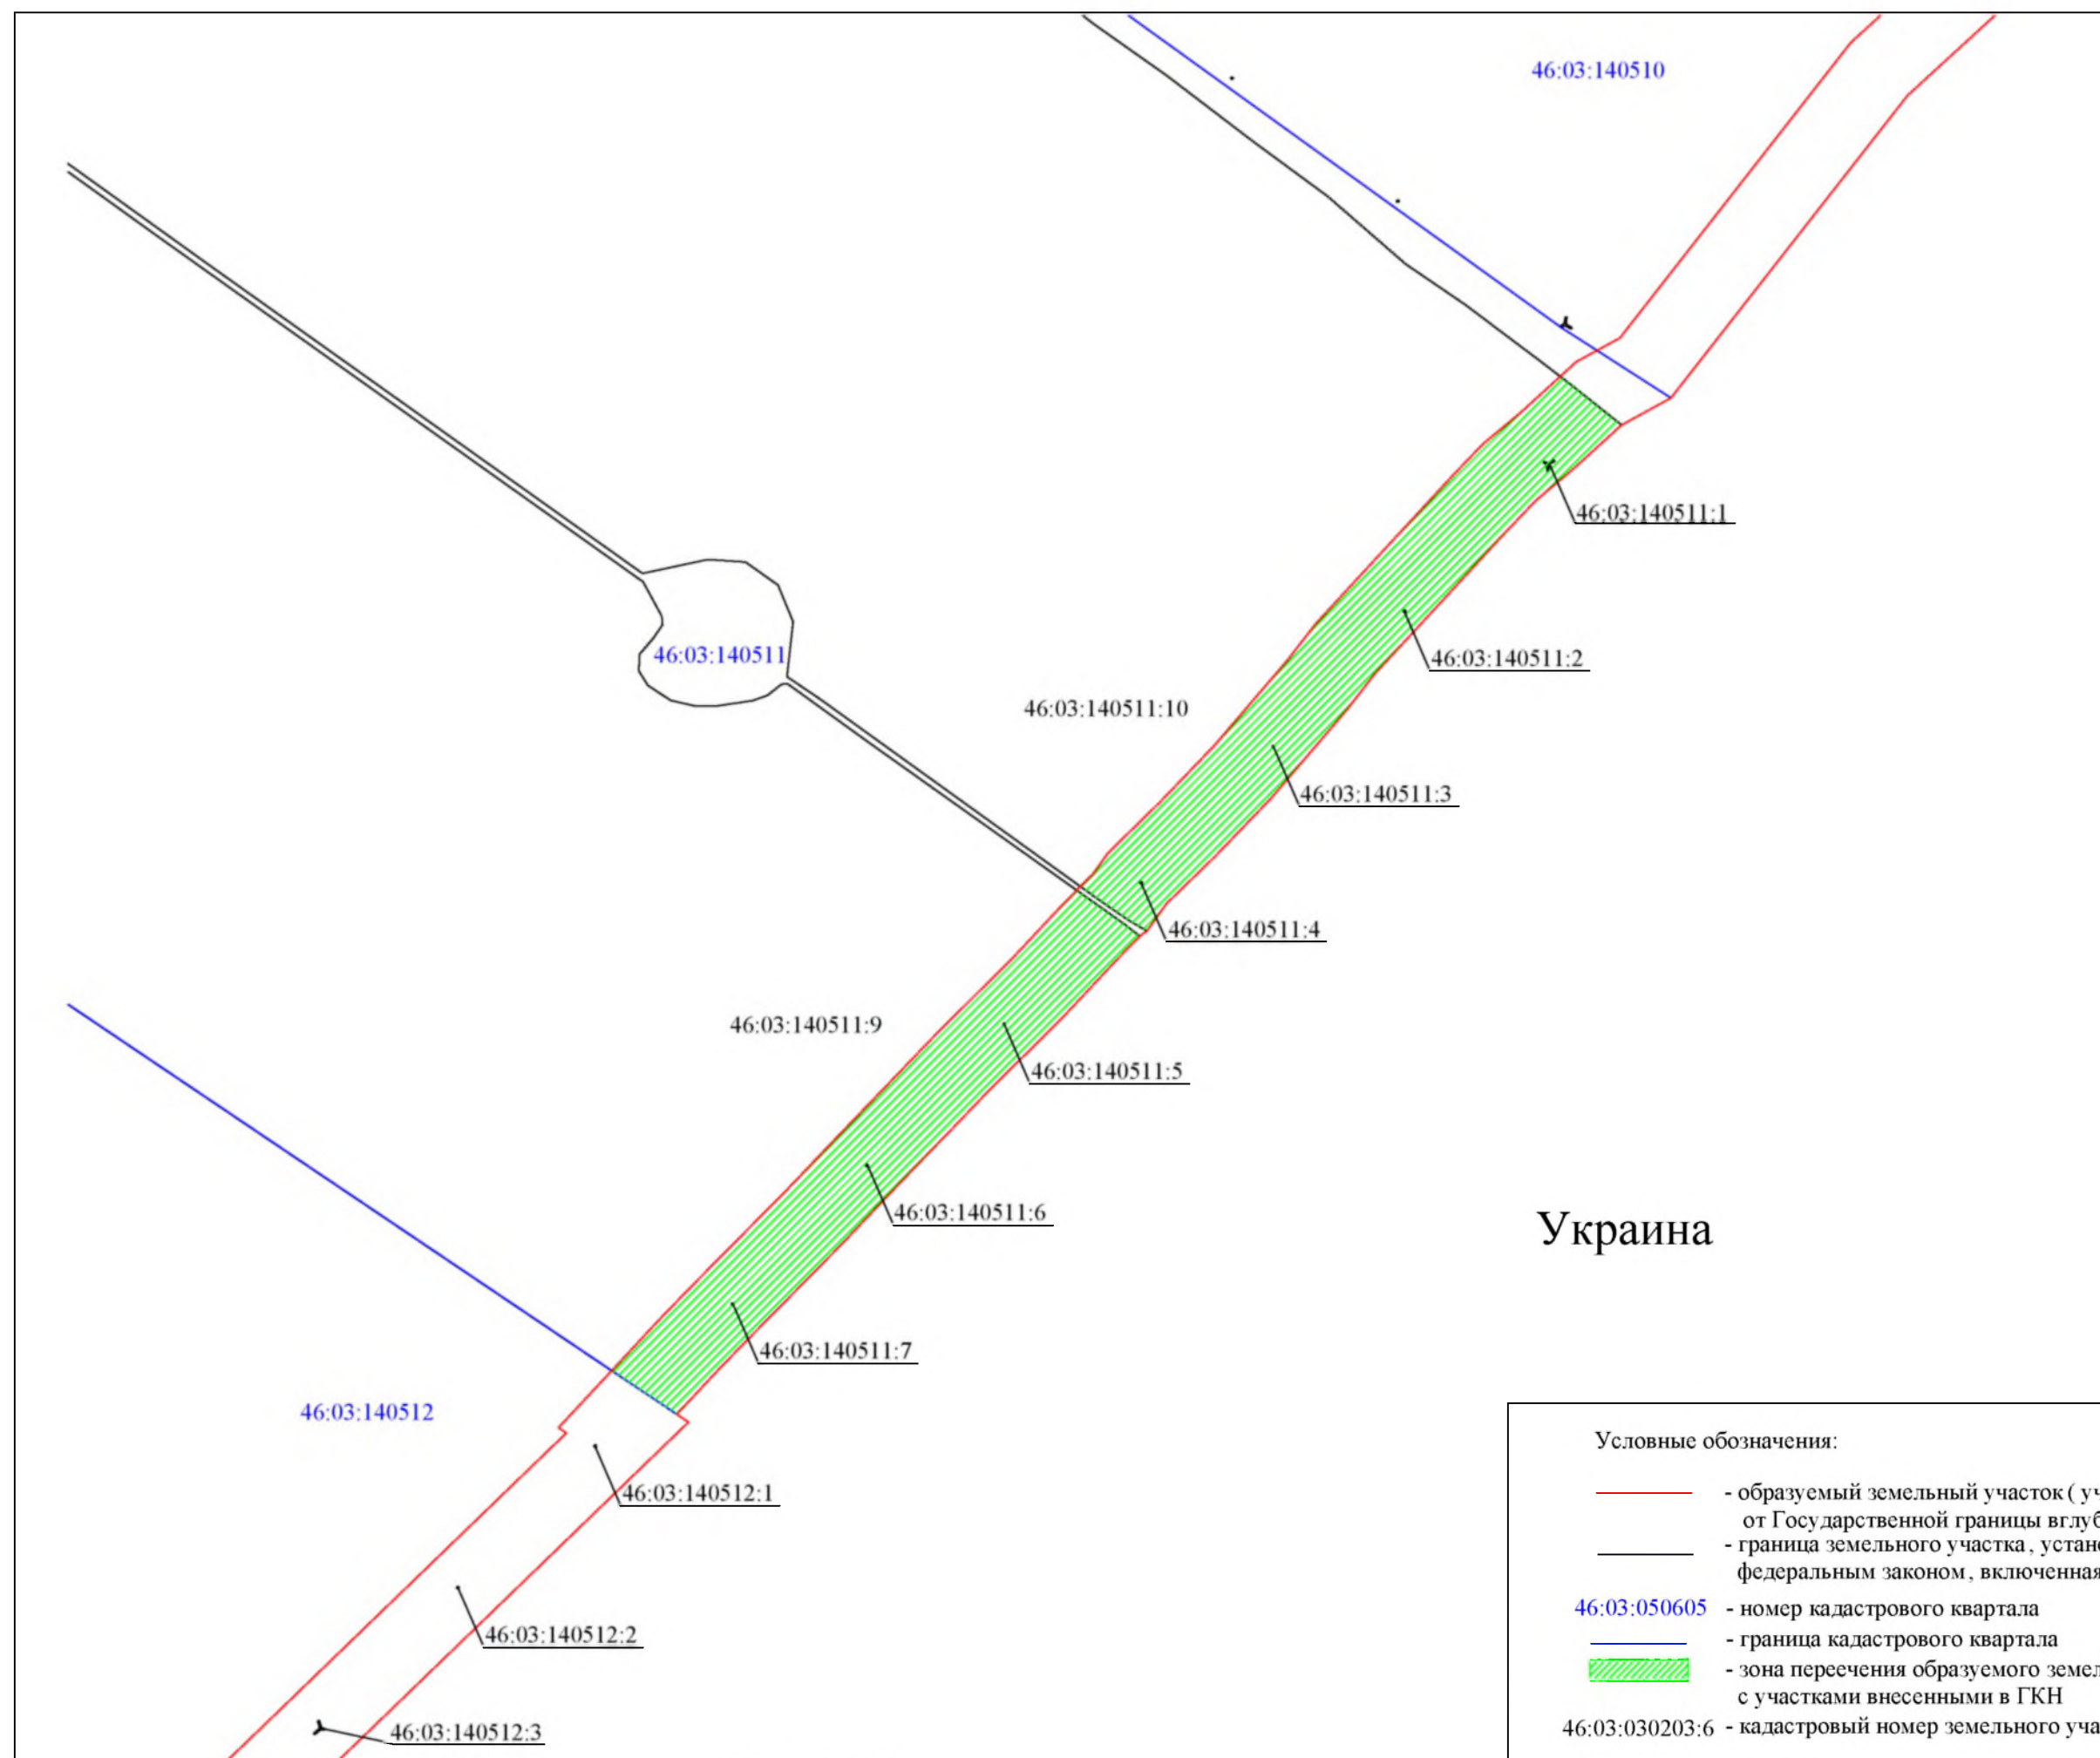 46:03:140510
46:03:140511:1
46:03:140511
46:03:140511:2
46:03:140511:10
46:03:140511:3
46:03:140511:4
46:03:140511:9
46:03:140511:5
46:03:140511:6
Украина
46:03:140511:7
46:03:140512
46:03:140512:1
46:03:140512:2
46:03:140512:3
Условные обозначения:
- образуемый земельный участок ( уч
от Государственной границы вглуб
- граница земельного участка, устан
федеральным законом, включенная
46:03:050605 - номер кадастрового квартала
- граница кадастрового квартала
- зона переечения образуемого земел
с участками внесенными в ГКН
46:03:030203:6 - кадастровый номер земельного уча